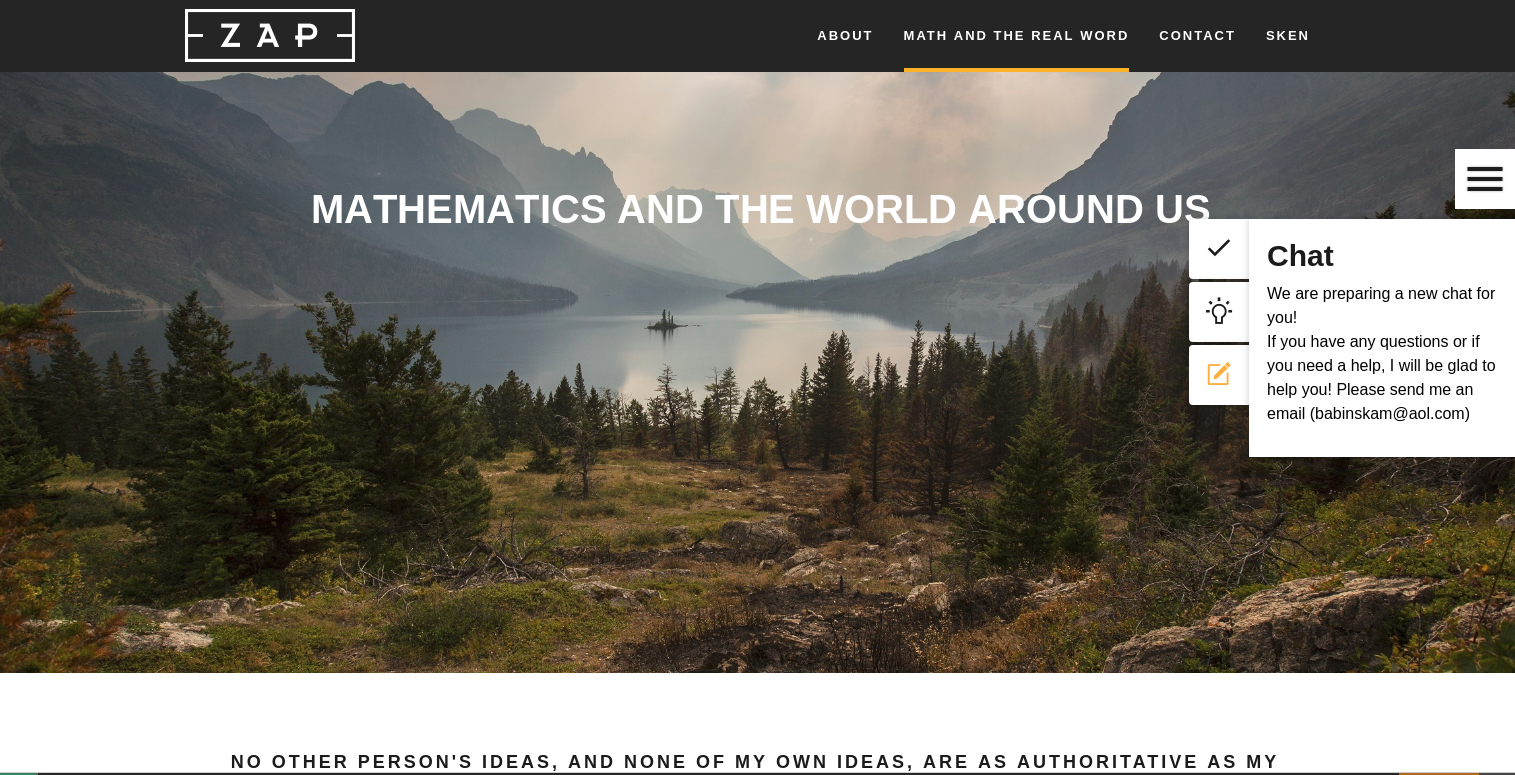 ZAP
ABOUT
MATH AND THE REAL WORD
CONTACT
SKEN
MATHEMATICS AND THE WORLD AROUND US
Chat
We are preparing a new chat for
you!
If you have any questions or if
you need a help, I will be glad to
help you! Please send me an
email (babinskam@aol.com)
NO OTHER PERSON'S IDEAS, AND NONE OF MY OWN IDEAS, ARE AS AUTHORITATIVE AS MY